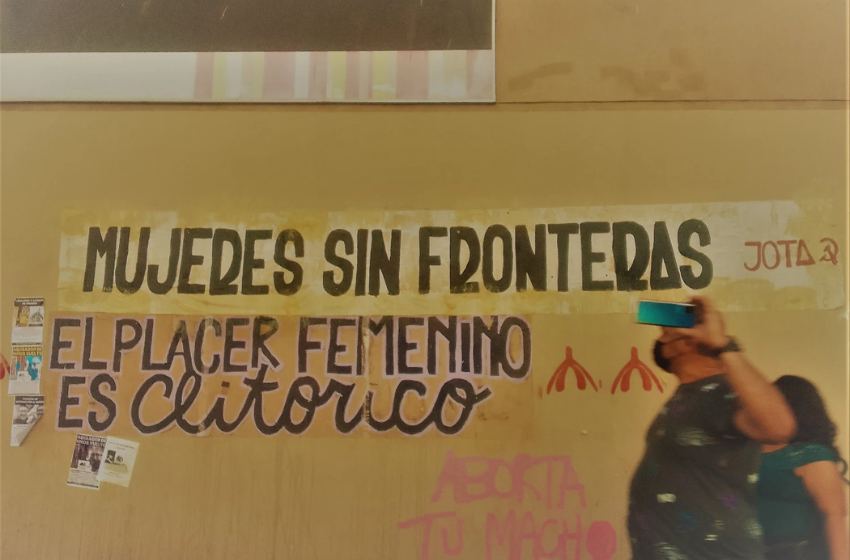 MUJERES SIN FRONTERAS
JOTA
EL PLACER FEMENINO
ES Clitorico
ABORTA
TU MACHO